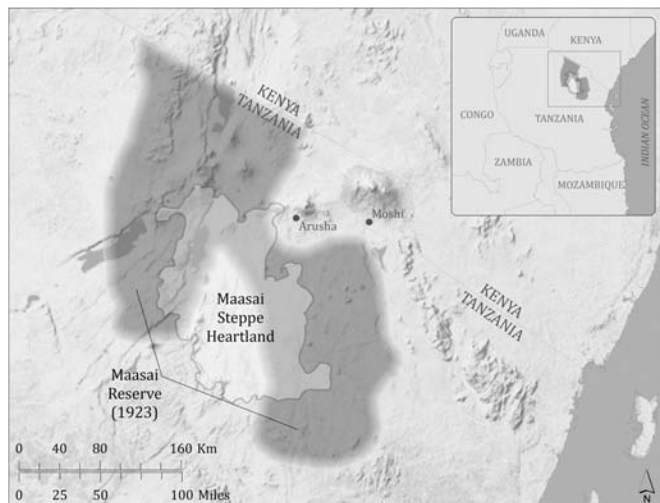 UGANDA
KENYA
CONGO
TANZANIA
INDIAN OCEAN
ZAMBIA
MOZAMBIQUE
KENYA
TANZANIA
Arusha
Moshi
KENYA
TANZANIA
Maasai
Steppe
Heartland
Maasai
Reserve
(1923)
0 40 80 160 Km
0 25 50 100 Miles
N